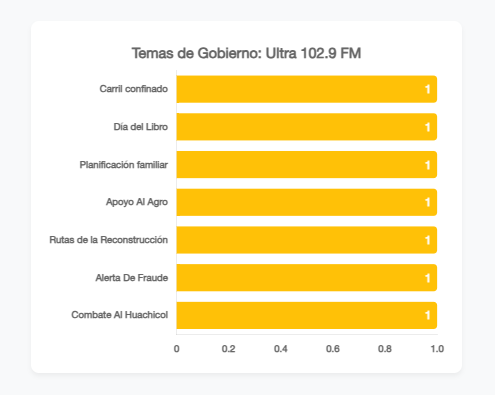 Temas de Gobierno: Ultra 102.9 FM
Carril confinado 1
Día del Libro 1
Planificación familiar 1
Apoyo Al Agro 1
Rutas de la Reconstrucción 1
Alerta De Fraude 1
Combate Al Huachicol 1
0 0.2 0.4 0.6 0.8 1.0